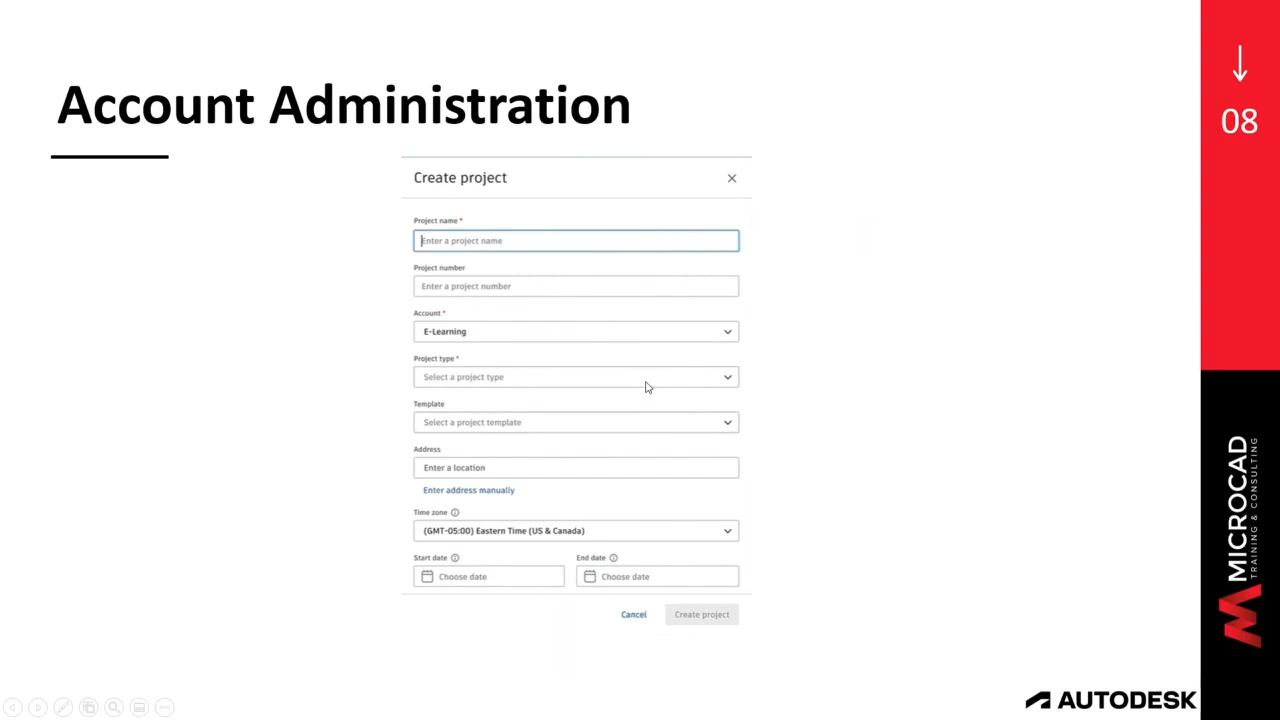 Account Administration
08
Create project
Project name *
Enter a project name
Project number
Enter a project number
Account *
E-Learning
Project type *
Select a project type
Template
Select a project template
Address
Enter a location
Enter address manually
Time zone
(GMT-05:00) Eastern Time (US & Canada)
Start date End date
Choose date Choose date
Cancel Create project
MICROCAD
TRAINING & CONSULTING
AUTODESK